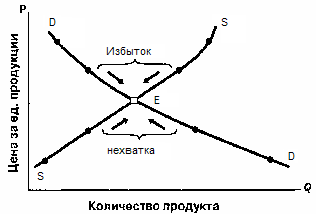 P
D
S
Избыток
Цена за ед. продукции
E
нехватка
S
D
Q
Количество продукта